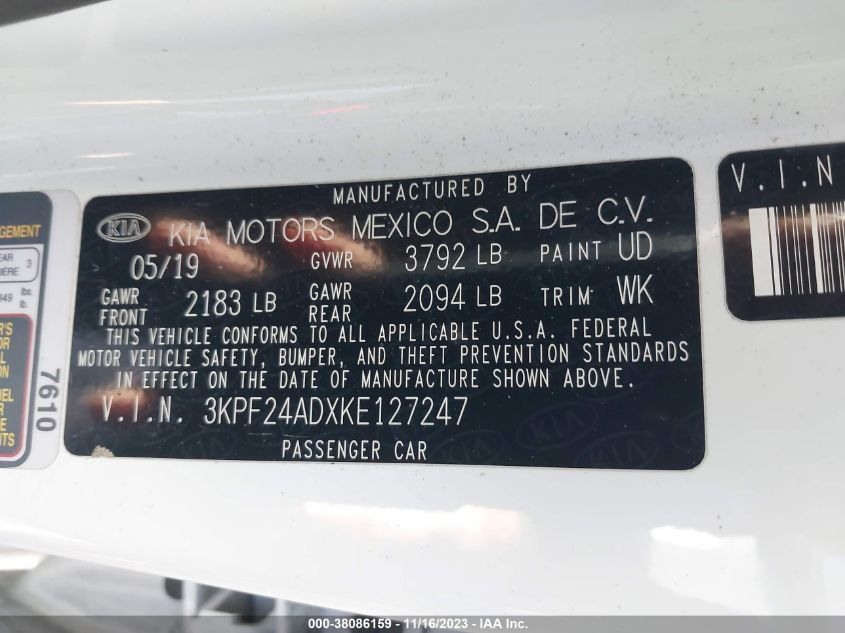 MANUFACTURED BY
KIA KIA MOTORS MEXICO S.A. DE C.V.
05/19 GVWR 3792 LB PAINT UD
GAWR FRONT 2183 LB GAWR REAR 2094 LB TRIM WK
THIS VEHICLE CONFORMS TO ALL APPLICABLE U.S.A. FEDERAL
MOTOR VEHICLE SAFETY, BUMPER, AND THEFT PREVENTION STANDARDS
IN EFFECT ON THE DATE OF MANUFACTURE SHOWN ABOVE.
V.I.N. 3KPF24ADXKE127247
PASSENGER CAR
V.I.N
7610
3
lbs.
lb.
000-38086159 - 11/16/2023 - IAA Inc.